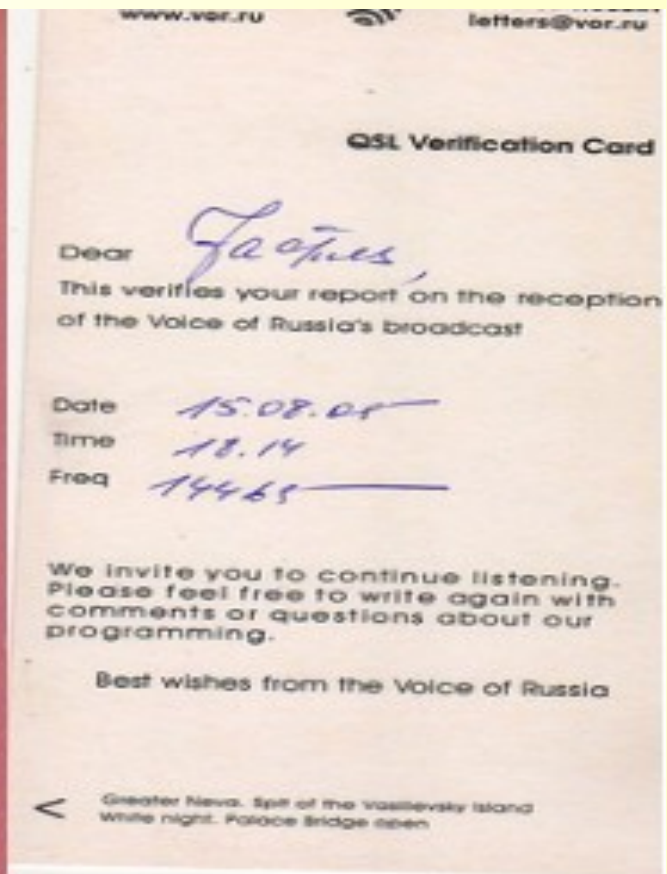 www.vor.ru
letters@vor.ru
QSL Verification Card
Dear
This verifies your report on the reception
of the Voice of Russia's broadcast
Date 15.08.05
Time 18.14
Freq
We invite you to continue listening.
Please feel free to write again with
comments or questions about our
programming.
Best wishes from the Voice of Russia
< Greater Neva. Spit of the Vasilievsky Island
White night. Palace Bridge open